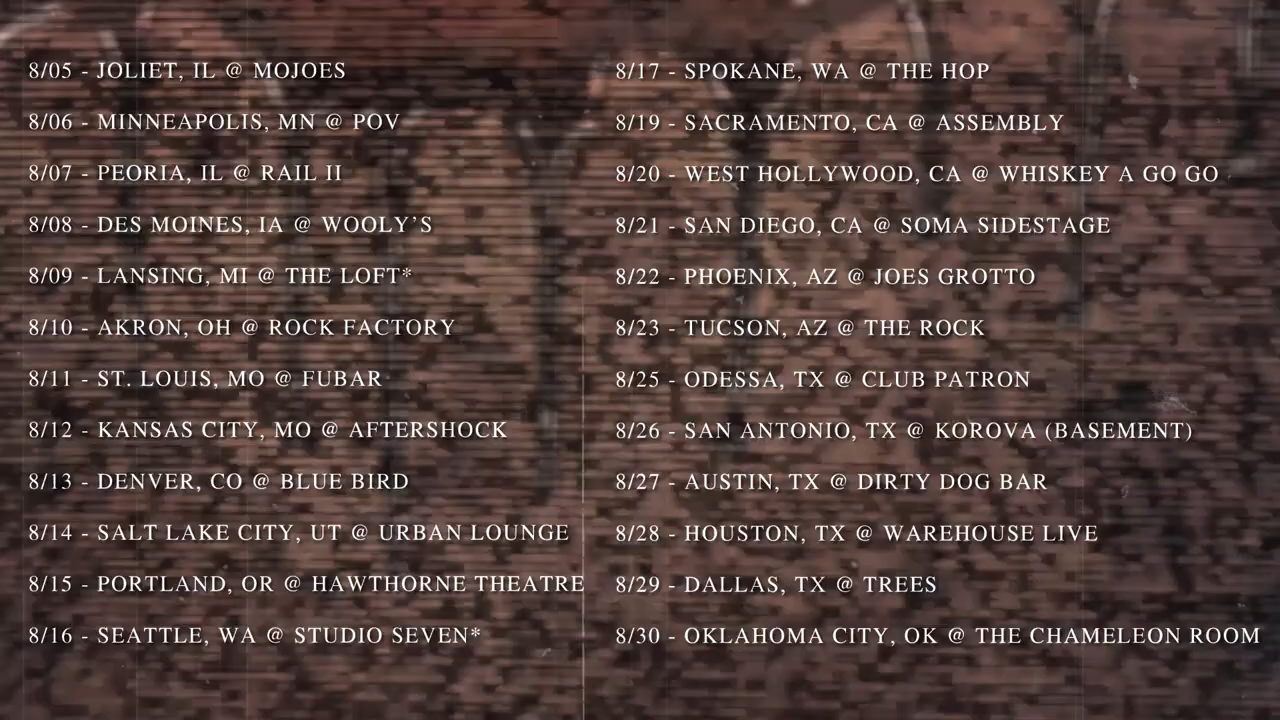 8/05 - JOLIET, IL @ MOJOES
8/06 - MINNEAPOLIS, MN @ POV
8/07 - PEORIA, IL @ RAIL II
8/08 - DES MOINES, IA @ WOOLY’S
8/09 - LANSING, MI @ THE LOFT*
8/10 - AKRON, OH @ ROCK FACTORY
8/11 - ST. LOUIS, MO @ FUBAR
8/12 - KANSAS CITY, MO @ AFTERSHOCK
8/13 - DENVER, CO @ BLUE BIRD
8/14 - SALT LAKE CITY, UT @ URBAN LOUNGE
8/15 - PORTLAND, OR @ HAWTHORNE THEATRE
8/16 - SEATTLE, WA @ STUDIO SEVEN*
8/17 - SPOKANE, WA @ THE HOP
8/19 - SACRAMENTO, CA @ ASSEMBLY
8/20 - WEST HOLLYWOOD, CA @ WHISKEY A GO GO
8/21 - SAN DIEGO, CA @ SOMA SIDESTAGE
8/22 - PHOENIX, AZ @ JOES GROTTO
8/23 - TUCSON, AZ @ THE ROCK
8/25 - ODESSA, TX @ CLUB PATRON
8/26 - SAN ANTONIO, TX @ KOROVA (BASEMENT)
8/27 - AUSTIN, TX @ DIRTY DOG BAR
8/28 - HOUSTON, TX @ WAREHOUSE LIVE
8/29 - DALLAS, TX @ TREES
8/30 - OKLAHOMA CITY, OK @ THE CHAMELEON ROOM